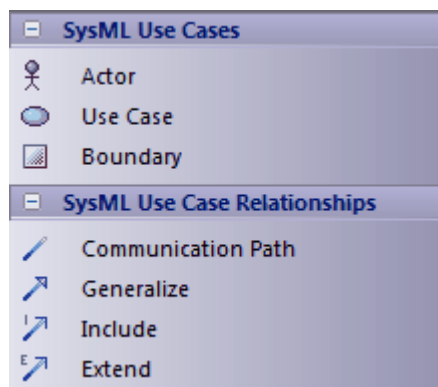 SysML Use Cases
Actor
Use Case
Boundary
SysML Use Case Relationships
Communication Path
Generalize
I
Include
E
Extend